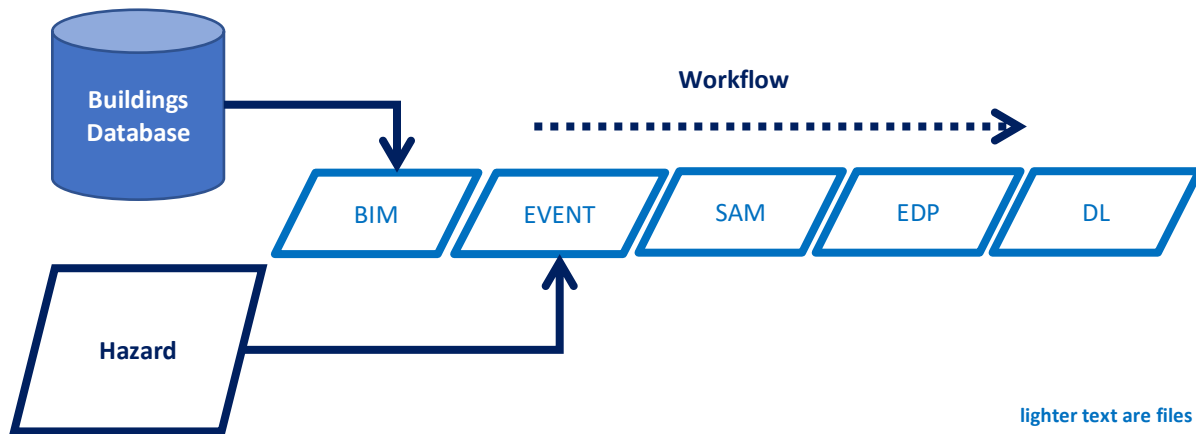 Buildings
Database
Workflow
BIM
EVENT
SAM
EDP
DL
Hazard
lighter text are files